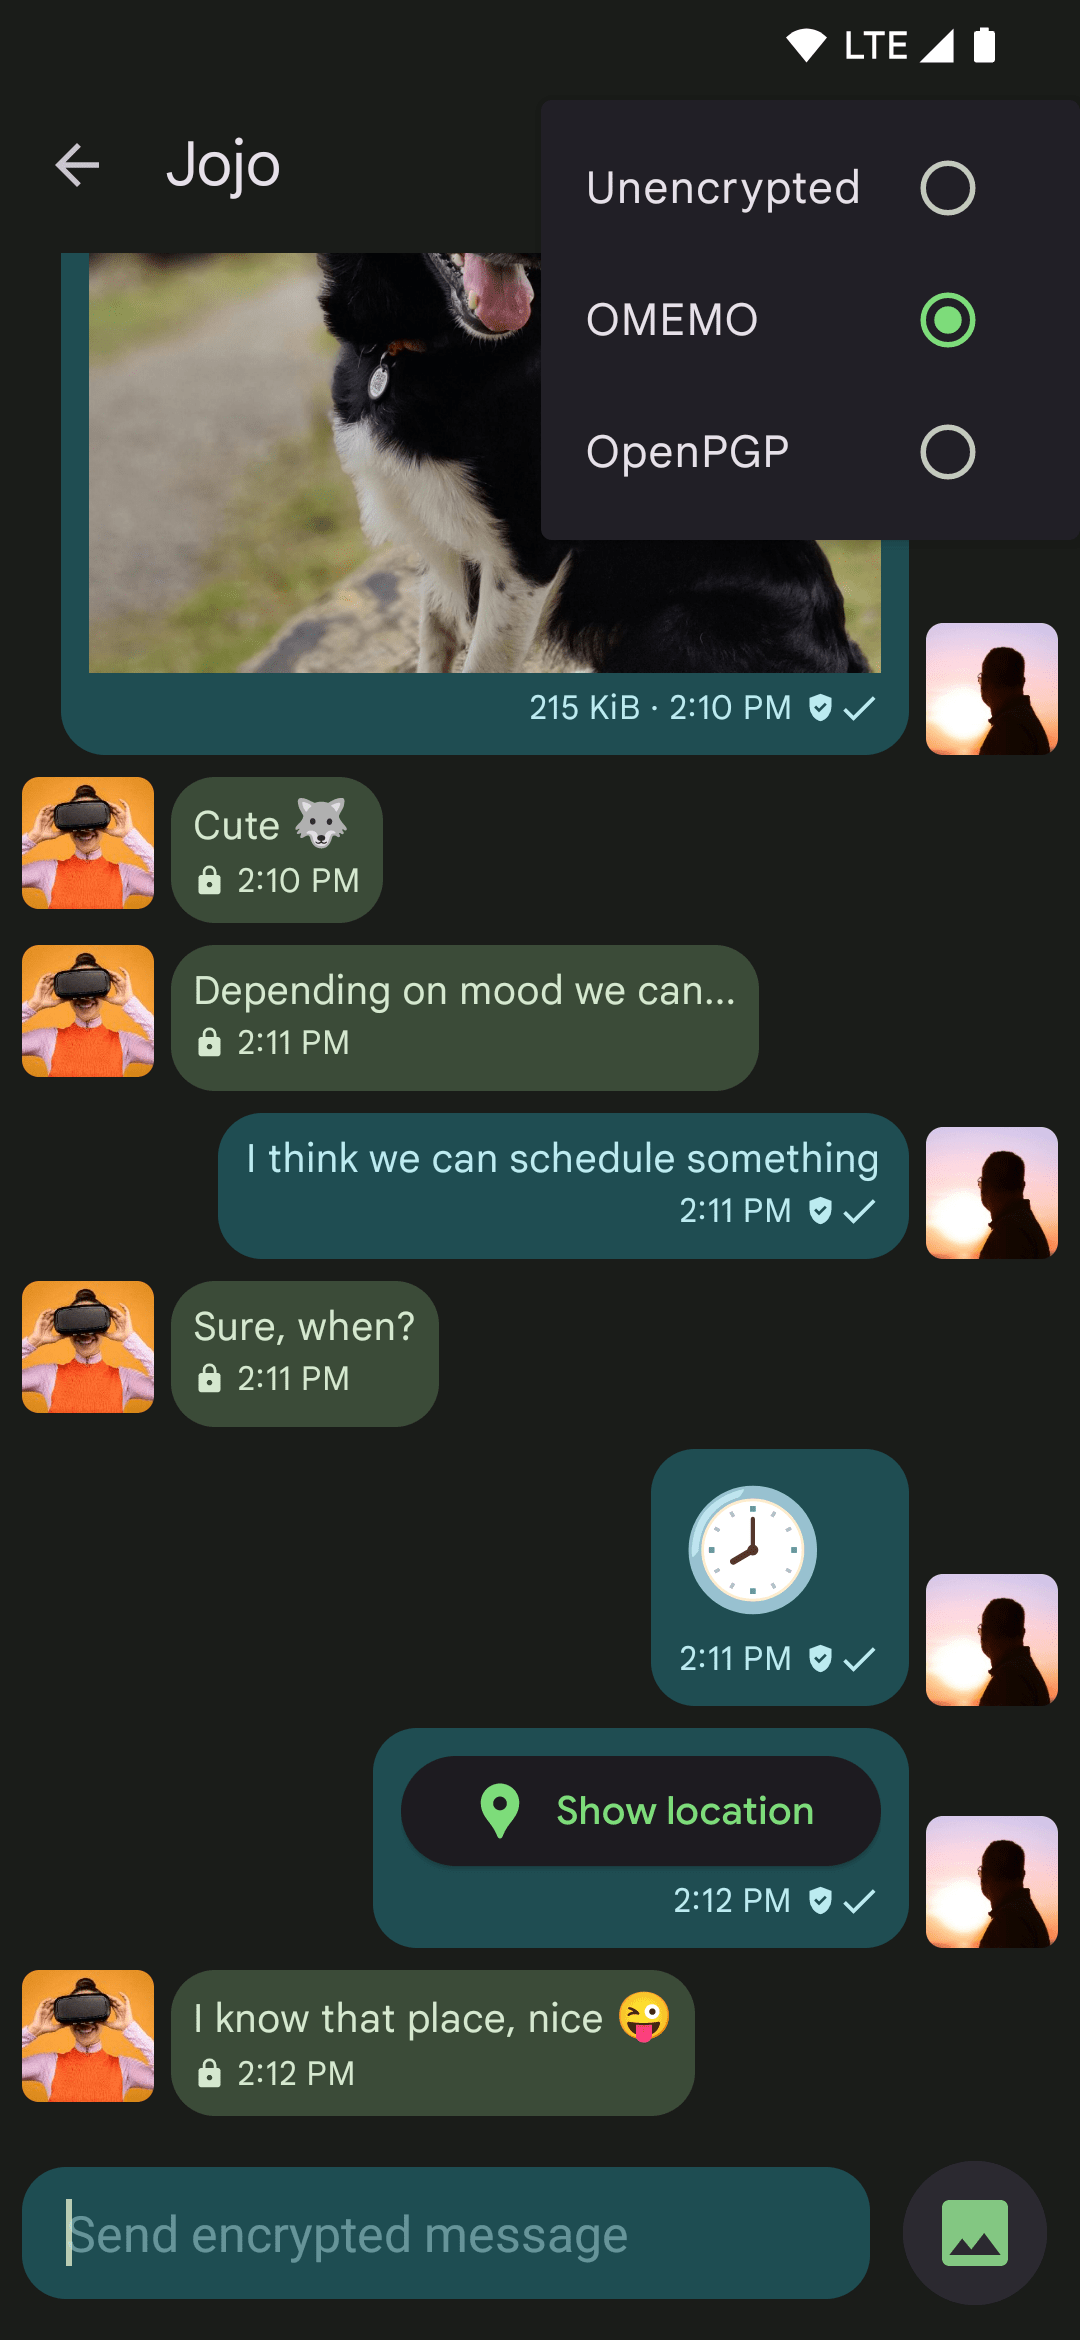 LTE
Jojo
Unencrypted
OMEMO
OpenPGP
215 KiB · 2:10 PM
Cute 🐺
2:10 PM
Depending on mood we can...
2:11 PM
I think we can schedule something
2:11 PM
Sure, when?
2:11 PM
🕗
2:11 PM
Show location
2:12 PM
I know that place, nice 😜
2:12 PM
Send encrypted message